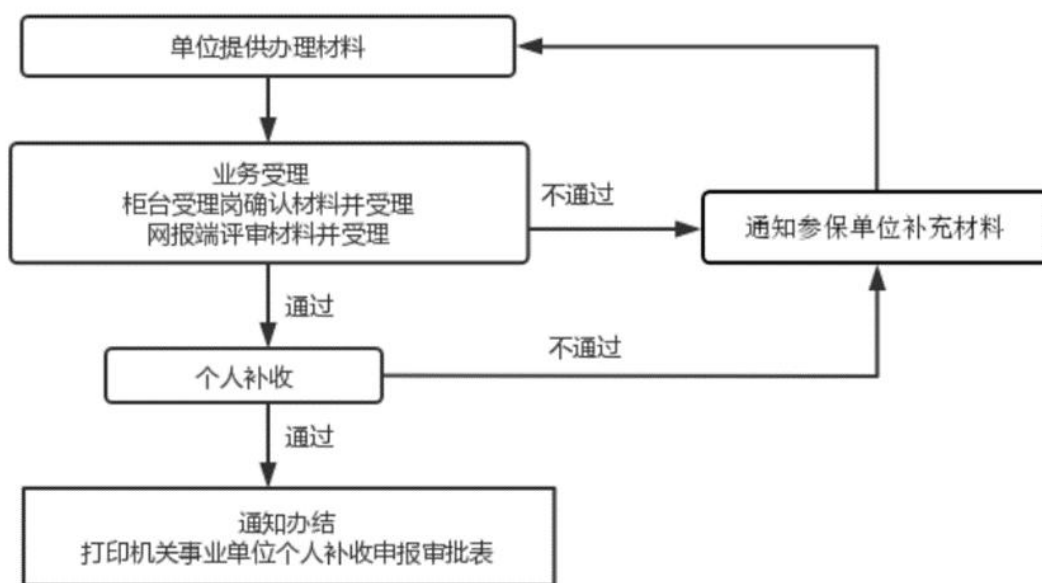 单位提供办理材料
业务受理
柜台受理岗确认材料并受理
网报端评审材料并受理
不通过
通知参保单位补充材料
通过
不通过
个人补收
通过
通知办结
打印机关事业单位个人补收申报审批表